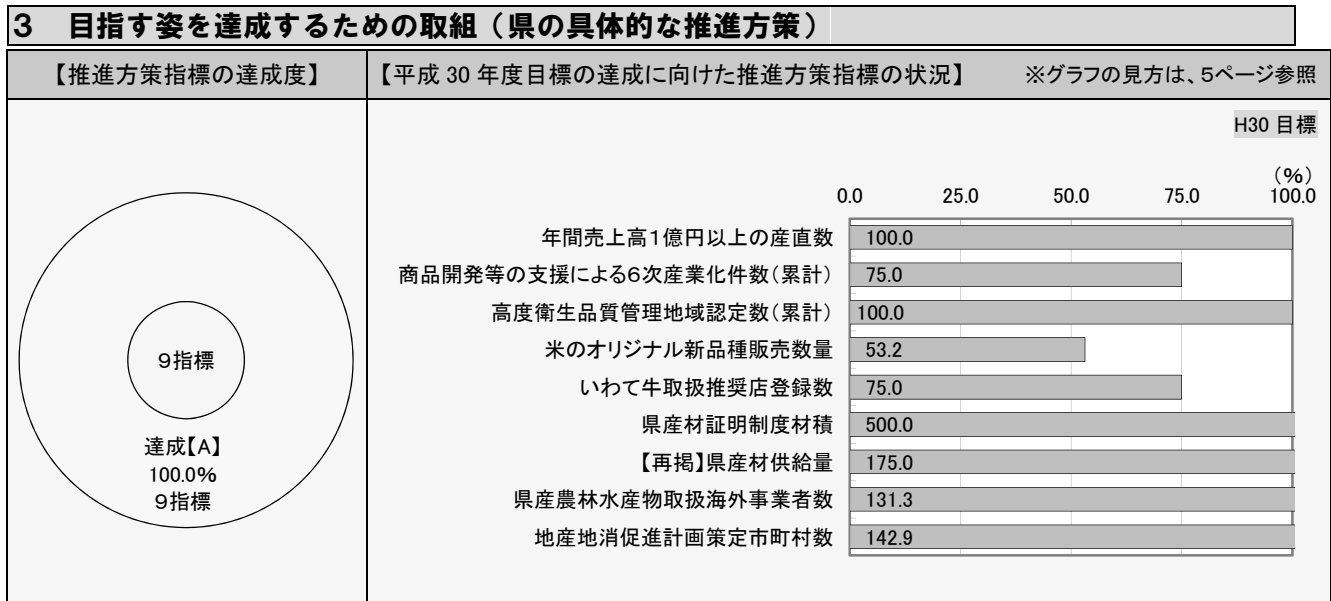 3 目指す姿を達成するための取組（県の具体的な推進方策）
【推進方策指標の達成度】
【平成 30 年度目標の達成に向けた推進方策指標の状況】 ※グラフの見方は、5ページ参照
9指標
達成【A】
100.0%
9指標
H30 目標
（%）
0.0 25.0 50.0 75.0 100.0
年間売上高1億円以上の産直数 100.0
商品開発等の支援による6次産業化件数（累計） 75.0
高度衛生品質管理地域認定数（累計） 100.0
米のオリジナル新品種販売数量 53.2
いわて牛取扱推奨店登録数 75.0
県産材証明制度材積 500.0
【再掲】県産材供給量 175.0
県産農林水産物取扱海外事業者数 131.3
地産地消促進計画策定市町村数 142.9